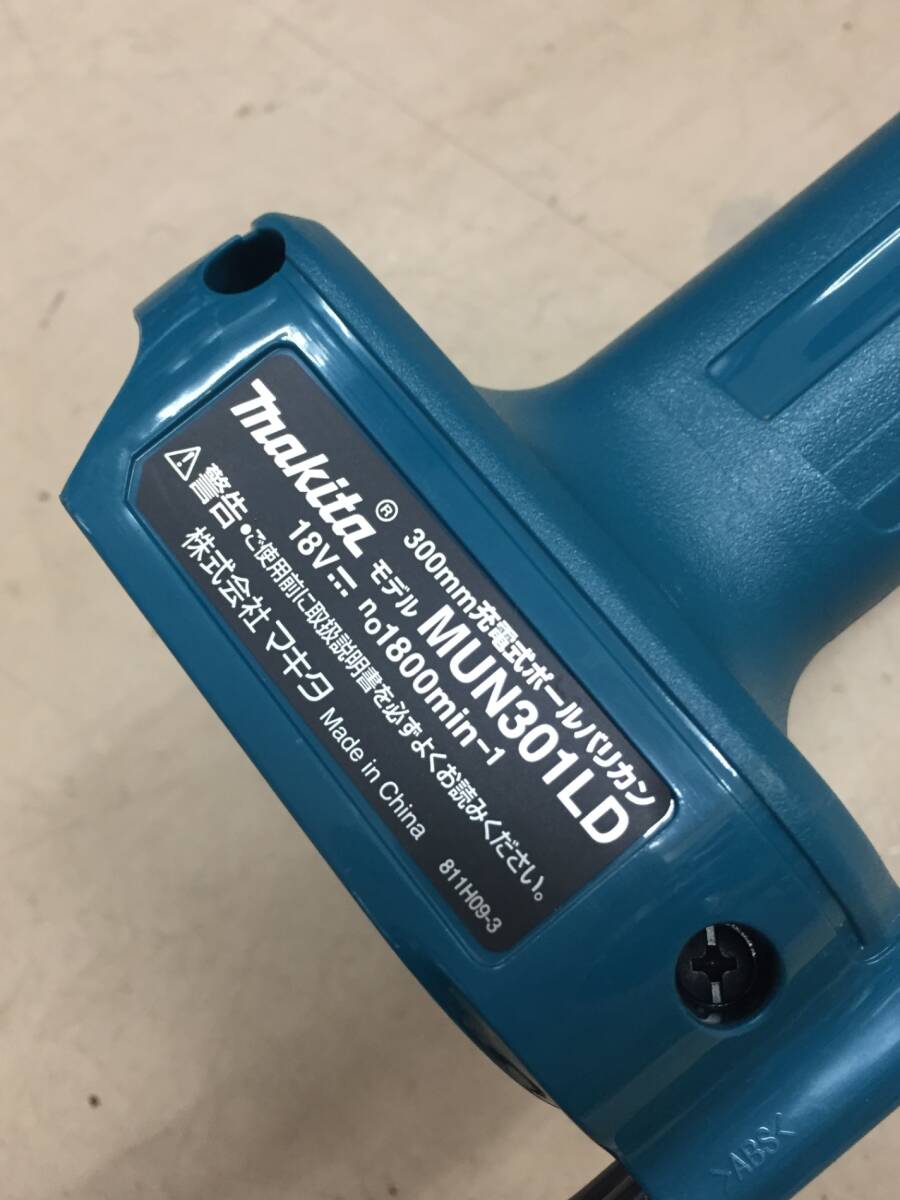 makita®
300mm充電式ポールバリカン
モデル MUN301LD
18V⎓ n₀1800min-1
⚠警告・ご使用前に取扱説明書を必ずよくお読みください。
株式会社マキタ Made in China
811H09-3
>ABS<